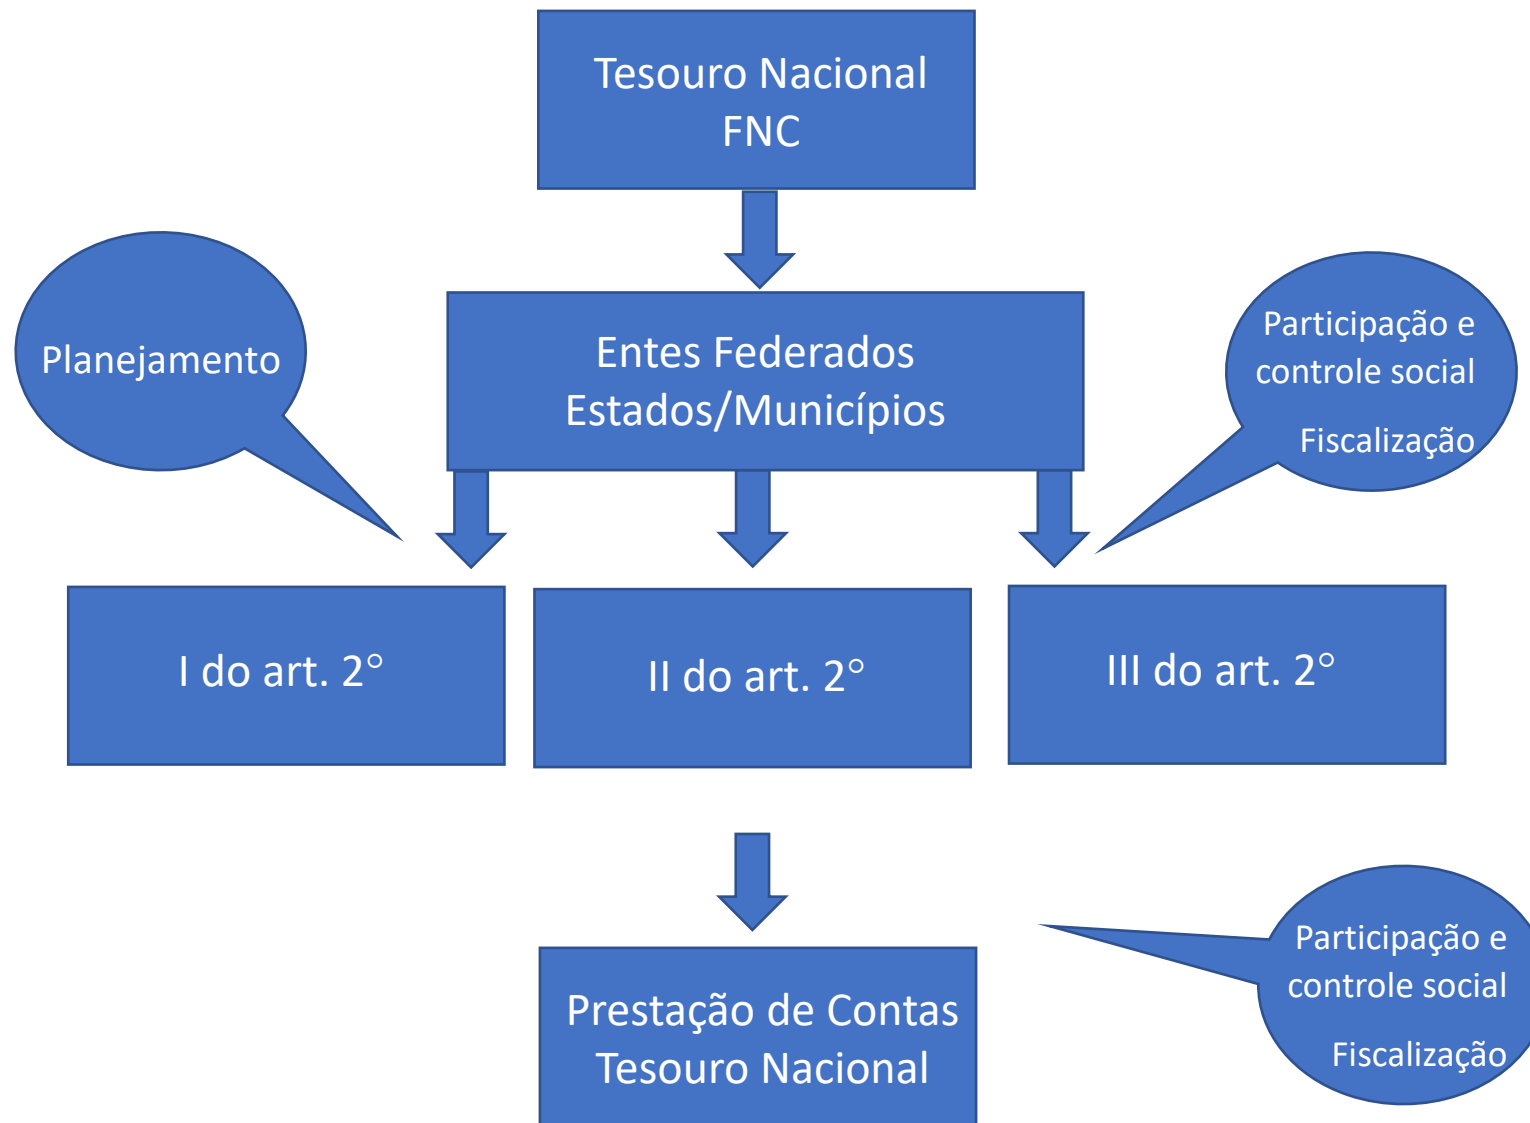 Tesouro Nacional
FNC
Entes Federados
Estados/Municípios
Planejamento
Participação e
controle social
Fiscalização
I do art. 2°
II do art. 2°
III do art. 2°
Prestação de Contas
Tesouro Nacional
Participação e
controle social
Fiscalização